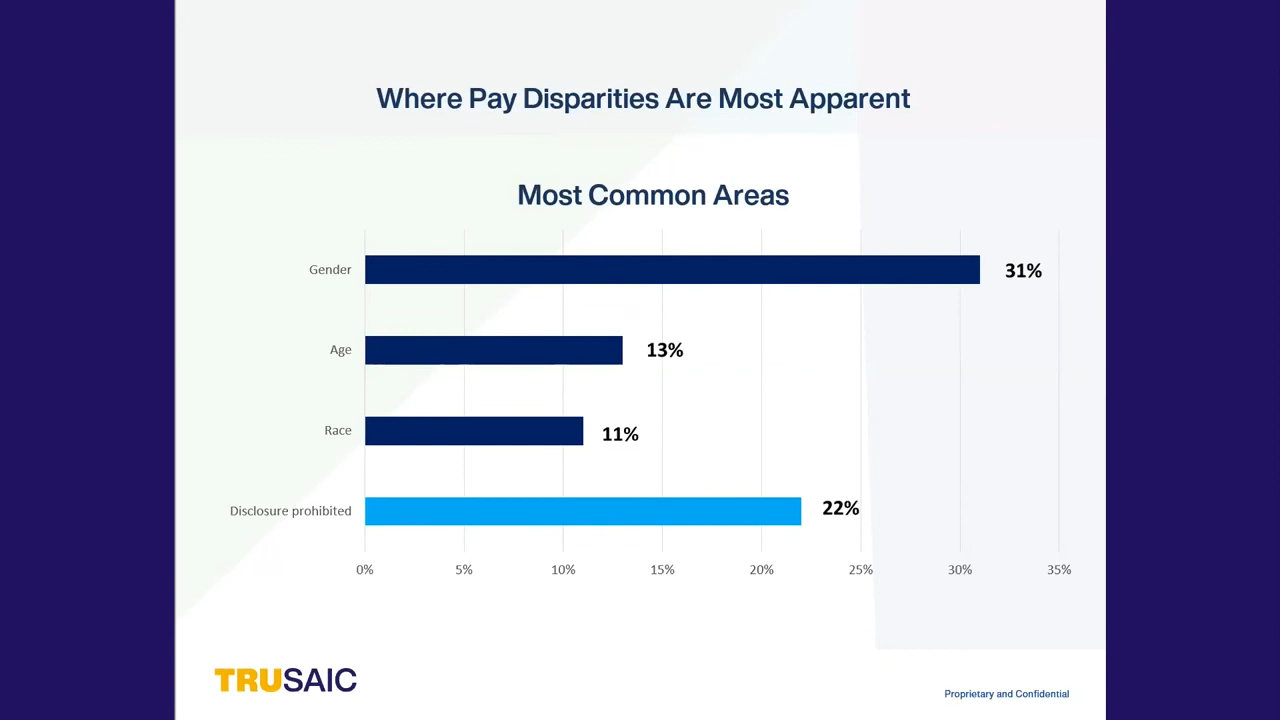 Where Pay Disparities Are Most Apparent
Most Common Areas
Gender
31%
Age
13%
Race
11%
Disclosure prohibited
22%
0% 5% 10% 15% 20% 25% 30% 35%
TRUSAIC
Proprietary and Confidential